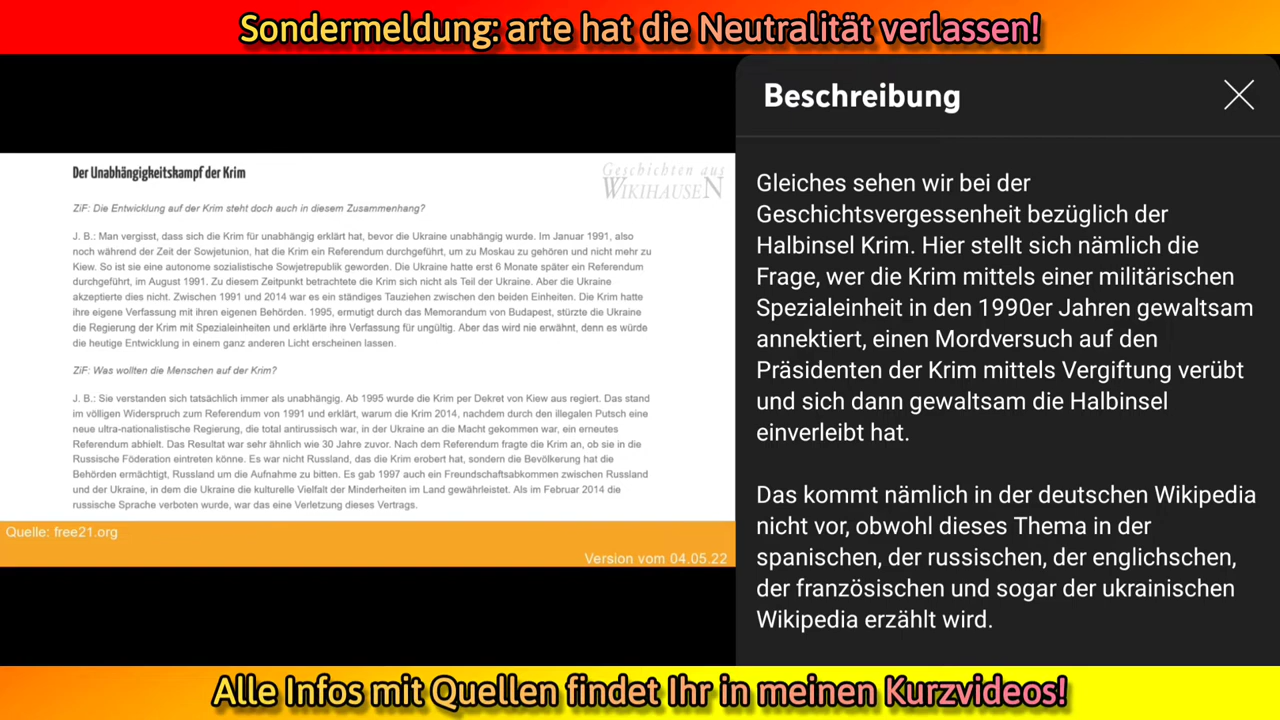 Sondermeldung: arte hat die Neutralität verlassen!
Der Unabhängigkeitskampf der Krim
Geschichten aus
WIKIHAUSEN
ZiF: Die Entwicklung auf der Krim steht doch auch in diesem Zusammenhang?
J. B.: Man vergisst, dass sich die Krim für unabhängig erklärt hat, bevor die Ukraine unabhängig wurde. Im Januar 1991, also
noch während der Zeit der Sowjetunion, hat die Krim ein Referendum durchgeführt, um zu Moskau zu gehören und nicht mehr zu
Kiew. So ist sie eine autonome sozialistische Sowjetrepublik geworden. Die Ukraine hatte erst 6 Monate später ein Referendum
durchgeführt, im August 1991. Zu diesem Zeitpunkt betrachtete die Krim sich nicht als Teil der Ukraine. Aber die Ukraine
akzeptierte dies nicht. Zwischen 1991 und 2014 war es ein ständiges Tauziehen zwischen den beiden Einheiten. Die Krim hatte
ihre eigene Verfassung mit ihren eigenen Behörden. 1995, ermutigt durch das Memorandum von Budapest, stürzte die Ukraine
die Regierung der Krim mit Spezialeinheiten und erklärte ihre Verfassung für ungültig. Aber das wird nie erwähnt, denn es würde
die heutige Entwicklung in einem ganz anderen Licht erscheinen lassen.
ZiF: Was wollten die Menschen auf der Krim?
J. B.: Sie verstanden sich tatsächlich immer als unabhängig. Ab 1995 wurde die Krim per Dekret von Kiew aus regiert. Das stand
im völligen Widerspruch zum Referendum von 1991 und erklärt, warum die Krim 2014, nachdem durch den illegalen Putsch eine
neue ultra-nationalistische Regierung, die total antirussisch war, in der Ukraine an die Macht gekommen war, ein erneutes
Referendum abhielt. Das Resultat war sehr ähnlich wie 30 Jahre zuvor. Nach dem Referendum fragte die Krim an, ob sie in die
Russische Föderation eintreten könne. Es war nicht Russland, das die Krim erobert hat, sondern die Bevölkerung hat die
Behörden ermächtigt, Russland um die Aufnahme zu bitten. Es gab 1997 auch ein Freundschaftsabkommen zwischen Russland
und der Ukraine, in dem die Ukraine die kulturelle Vielfalt der Minderheiten im Land gewährleistet. Als im Februar 2014 die
russische Sprache verboten wurde, war das eine Verletzung dieses Vertrags.
Quelle: free21.org
Version vom 04.05.22
Beschreibung
Gleiches sehen wir bei der
Geschichtsvergessenheit bezüglich der
Halbinsel Krim. Hier stellt sich nämlich die
Frage, wer die Krim mittels einer militärischen
Spezialeinheit in den 1990er Jahren gewaltsam
annektiert, einen Mordversuch auf den
Präsidenten der Krim mittels Vergiftung verübt
und sich dann gewaltsam die Halbinsel
einverleibt hat.
Das kommt nämlich in der deutschen Wikipedia
nicht vor, obwohl dieses Thema in der
spanischen, der russischen, der englichschen,
der französischen und sogar der ukrainischen
Wikipedia erzählt wird.
Alle Infos mit Quellen findet Ihr in meinen Kurzvideos!